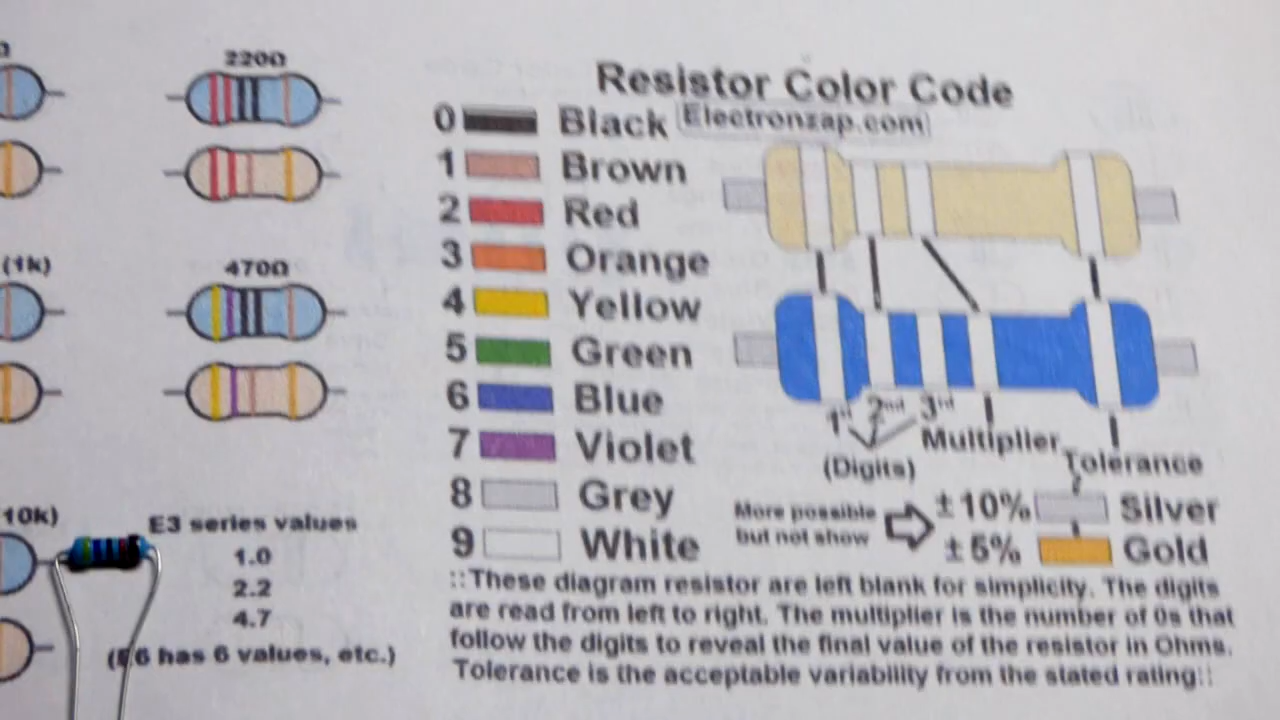 220Ω
(1k)
470Ω
10k)
E3 series values
1.0
2.2
4.7
(E6 has 6 values, etc.)
Resistor Color Code
Electronzap.com
0 Black
1 Brown
2 Red
3 Orange
4 Yellow
5 Green
6 Blue
7 Violet
8 Grey
9 White
1st 2nd 3rd
(Digits)
Multiplier
Tolerance
More possible
but not show
±10% Silver
±5% Gold
::These diagram resistor are left blank for simplicity. The digits
are read from left to right. The multiplier is the number of 0s that
follow the digits to reveal the final value of the resistor in Ohms.
Tolerance is the acceptable variability from the stated rating::